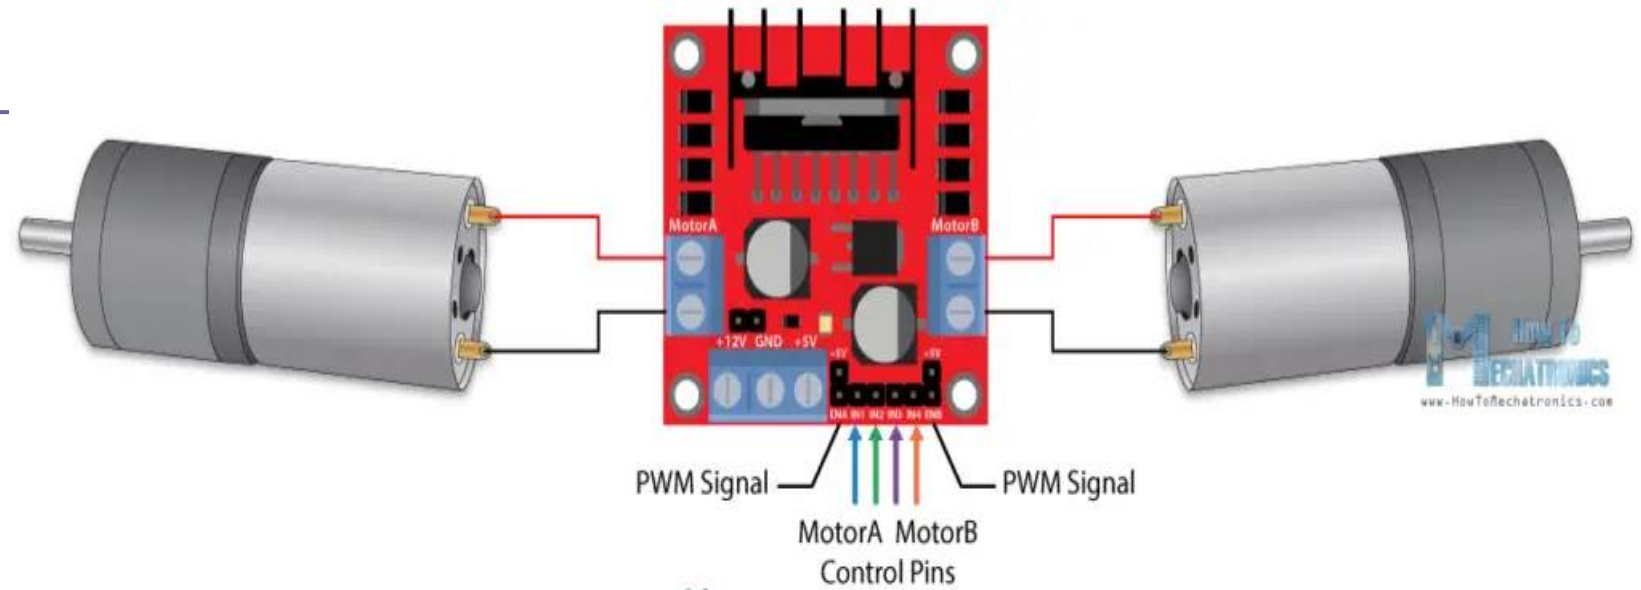 MotorA
MotorB
+12V GND +5V
+5V
+5V
ENA IN1 IN2 IN3 IN4 ENB
PWM Signal
PWM Signal
MotorA MotorB
Control Pins
How To
MECHATRONICS
www.HowToMechatronics.com